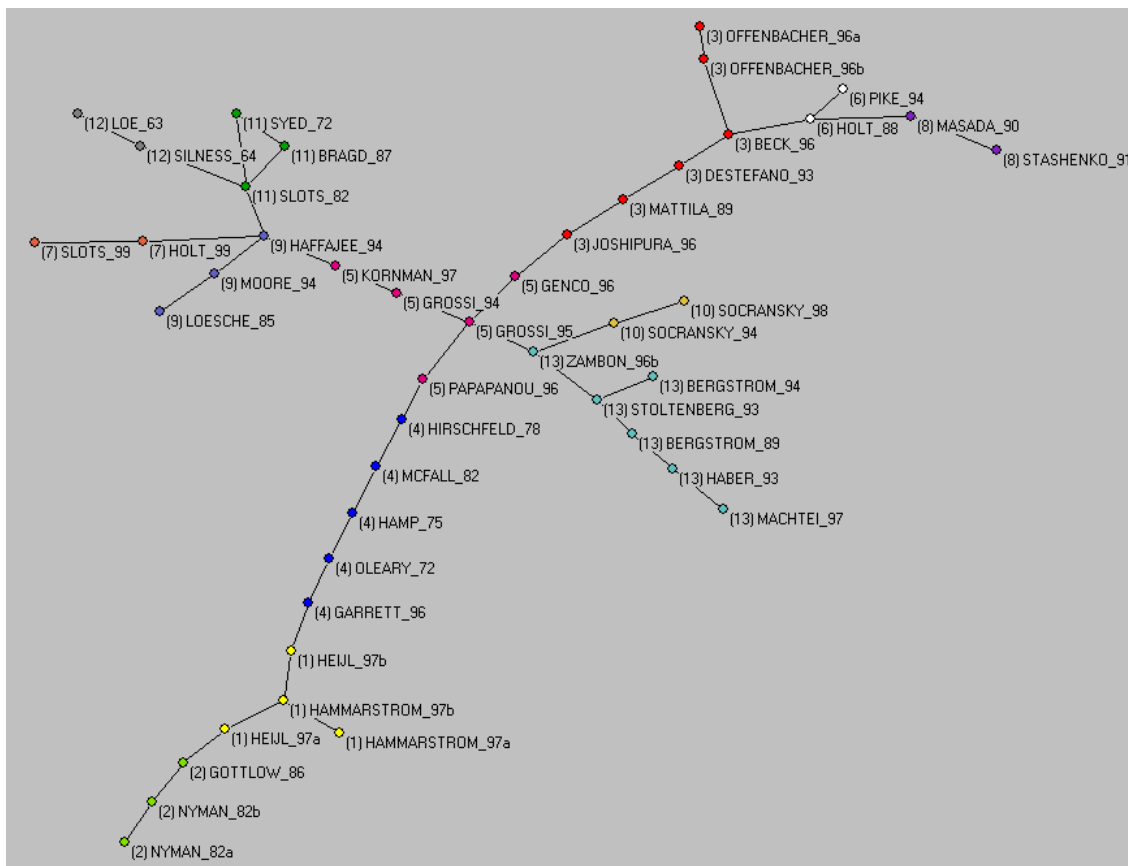 (3) OFFENBACHER_96a
(3) OFFENBACHER_96b
(6) PIKE_94
(12) LOE_63
(11) SYED_72
(6) HOLT_88
(8) MASADA_90
(3) BECK_96
(12) SILNESS_64
(11) BRAGD_87
(8) STASHENKO_91
(3) DESTEFANO_93
(11) SLOTS_82
(3) MATTILA_89
(7) SLOTS_99
(7) HOLT_99
(9) HAFFAJEE_94
(3) JOSHIPURA_96
(5) KORNMAN_97
(9) MOORE_94
(5) GENCO_96
(5) GROSSI_94
(10) SOCRANSKY_98
(9) LOESCHE_85
(5) GROSSI_95
(10) SOCRANSKY_94
(13) ZAMBON_96b
(13) BERGSTROM_94
(5) PAPAPANOU_96
(13) STOLTENBERG_93
(4) HIRSCHFELD_78
(13) BERGSTROM_89
(4) MCFALL_82
(13) HABER_93
(13) MACHTEI_97
(4) HAMP_75
(4) OLEARY_72
(4) GARRETT_96
(1) HEIJL_97b
(1) HAMMARSTROM_97b
(1) HEIJL_97a
(1) HAMMARSTROM_97a
(2) GOTTLOW_86
(2) NYMAN_82b
(2) NYMAN_82a